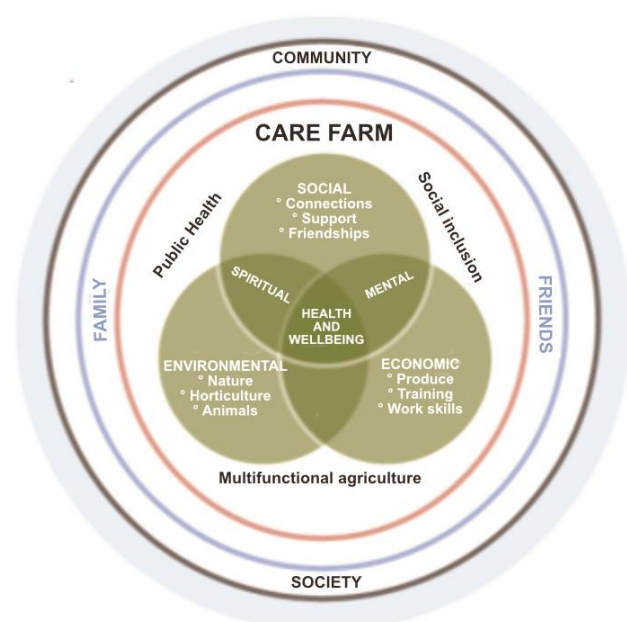 COMMUNITY
CARE FARM
Public Health
Social inclusion
SOCIAL
° Connections
° Support
° Friendships
SPIRITUAL
MENTAL
HEALTH
AND
WELLBEING
FAMILY
FRIENDS
ENVIRONMENTAL
° Nature
° Horticulture
° Animals
ECONOMIC
° Produce
° Training
° Work skills
Multifunctional agriculture
SOCIETY